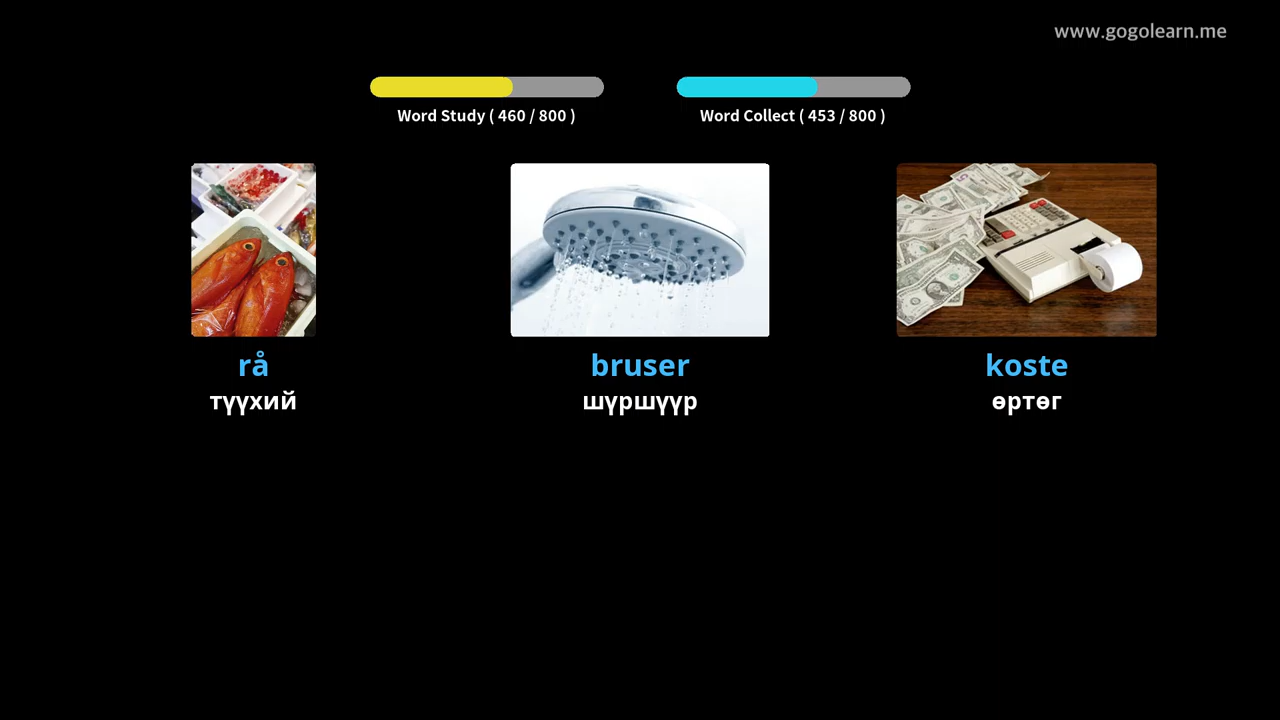 www.gogolearn.me
Word Study ( 460 / 800 )
Word Collect ( 453 / 800 )
rå
түүхий
bruser
шүршүүр
koste
өртөг